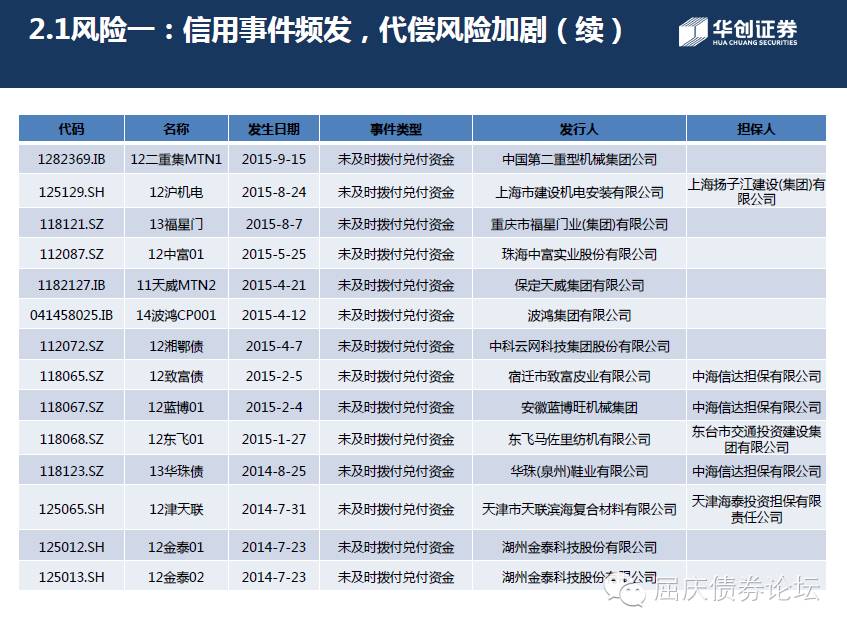 2.1风险一：信用事件频发，代偿风险加剧（续）
华创证券
HUA CHUANG SECURITIES
代码 名称 发生日期 事件类型 发行人 担保人
1282369.IB 12二重集MTN1 2015-9-15 未及时拨付兑付资金 中国第二重型机械集团公司
125129.SH 12沪机电 2015-8-24 未及时拨付兑付资金 上海市建设机电安装有限公司 上海扬子江建设(集团)有
限公司
118121.SZ 13福星门 2015-8-7 未及时拨付兑付资金 重庆市福星门业(集团)有限公司
112087.SZ 12中富01 2015-5-25 未及时拨付兑付资金 珠海中富实业股份有限公司
1182127.IB 11天威MTN2 2015-4-21 未及时拨付兑付资金 保定天威集团有限公司
041458025.IB 14波鸿CP001 2015-4-12 未及时拨付兑付资金 波鸿集团有限公司
112072.SZ 12湘鄂债 2015-4-7 未及时拨付兑付资金 中科云网科技集团股份有限公司
118065.SZ 12致富债 2015-2-5 未及时拨付兑付资金 宿迁市致富皮业有限公司 中海信达担保有限公司
118067.SZ 12蓝博01 2015-2-4 未及时拨付兑付资金 安徽蓝博旺机械集团 中海信达担保有限公司
118068.SZ 12东飞01 2015-1-27 未及时拨付兑付资金 东飞马佐里纺机有限公司 东台市交通投资建设集
团有限公司
118123.SZ 13华珠债 2014-8-25 未及时拨付兑付资金 华珠(泉州)鞋业有限公司 中海信达担保有限公司
125065.SH 12津天联 2014-7-31 未及时拨付兑付资金 天津市天联滨海复合材料有限公司 天津海泰投资担保有限
责任公司
125012.SH 12金泰01 2014-7-23 未及时拨付兑付资金 湖州金泰科技股份有限公司
125013.SH 12金泰02 2014-7-23 未及时拨付兑付资金 湖州金泰科技股份有限公司
屈庆债券论坛